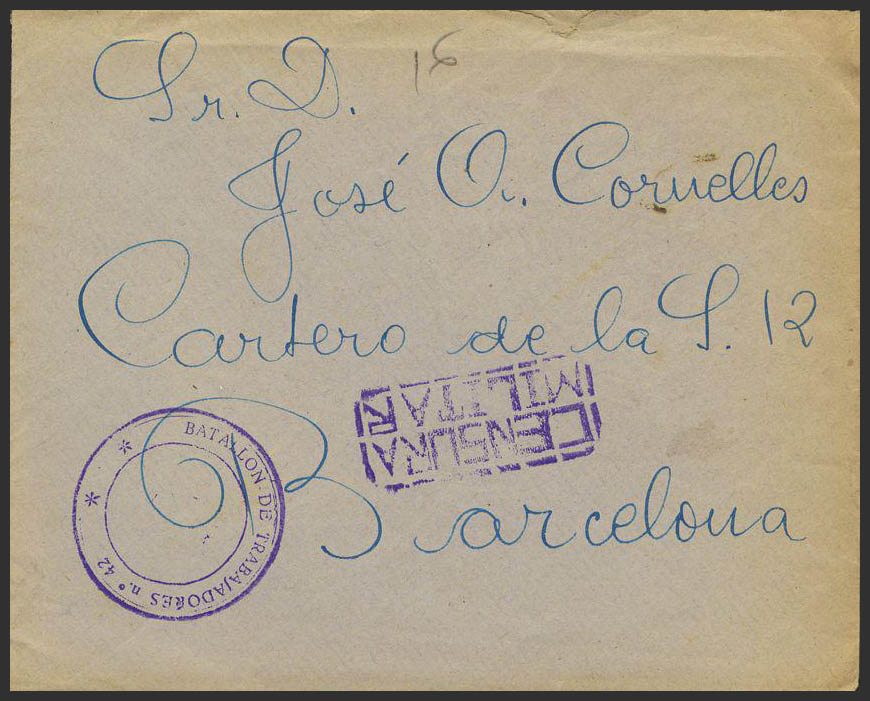 16
Sr. D.
José O. Cornelles
Cartero de la S. 12
Barcelona
CENSURA
MILITAR
BATALLON DE TRABAJADORES n.º 42